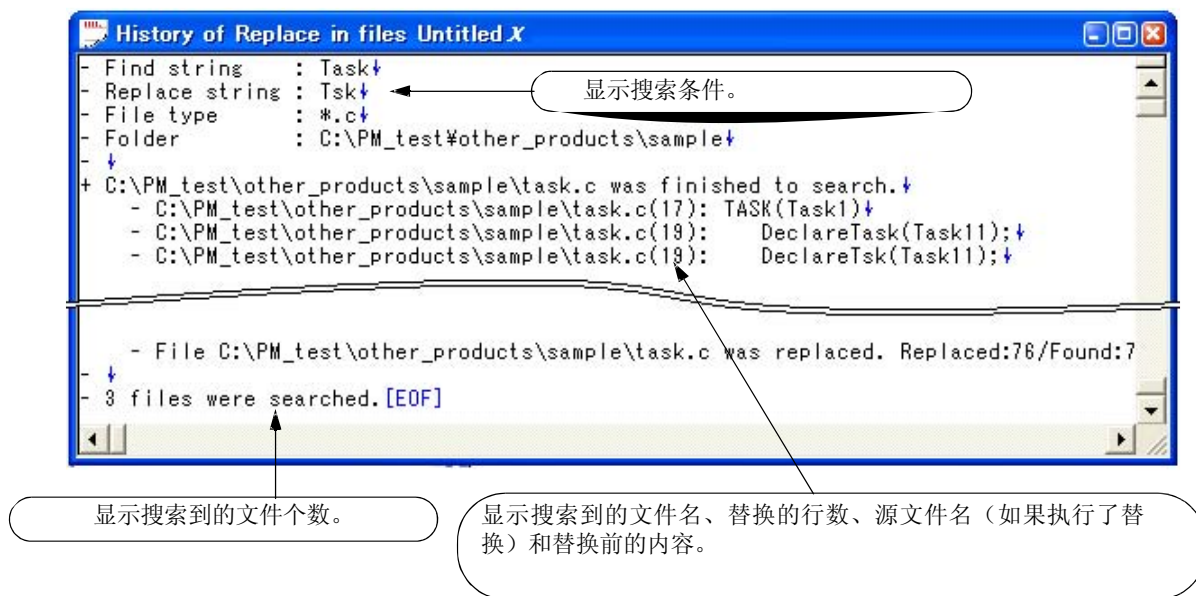 History of Replace in files Untitled X
- Find string : Task↓
- Replace string : Tsk↓
显示搜索条件。
- File type : *.c↓
- Folder : C:\PM_test¥other_products\sample↓
- ↓
+ C:\PM_test\other_products\sample\task.c was finished to search.↓
- C:\PM_test\other_products\sample\task.c(17): TASK(Task1)↓
- C:\PM_test\other_products\sample\task.c(19): DeclareTask(Task11);↓
- C:\PM_test\other_products\sample\task.c(19): DeclareTsk(Task11);↓
- File C:\PM_test\other_products\sample\task.c was replaced. Replaced:76/Found:7
- ↓
- 3 files were searched.[EOF]
显示搜索到的文件个数。
显示搜索到的文件名、替换的行数、源文件名（如果执行了替
换）和替换前的内容。